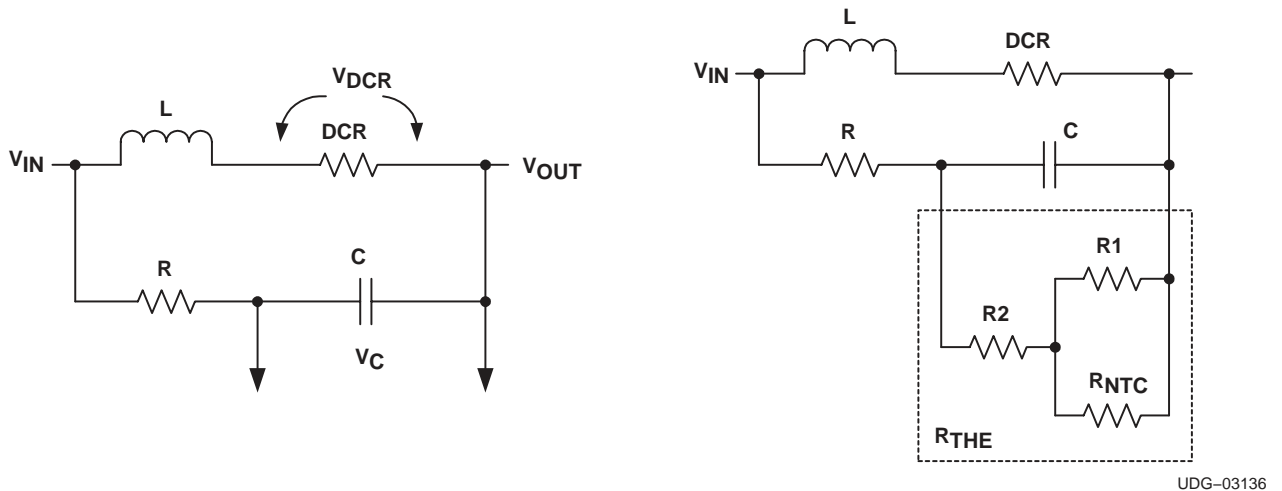 VDCR
L
DCR
VIN
VOUT
R
C
VC
L
DCR
VIN
R
C
R1
R2
RNTC
RTHE
UDG–03136